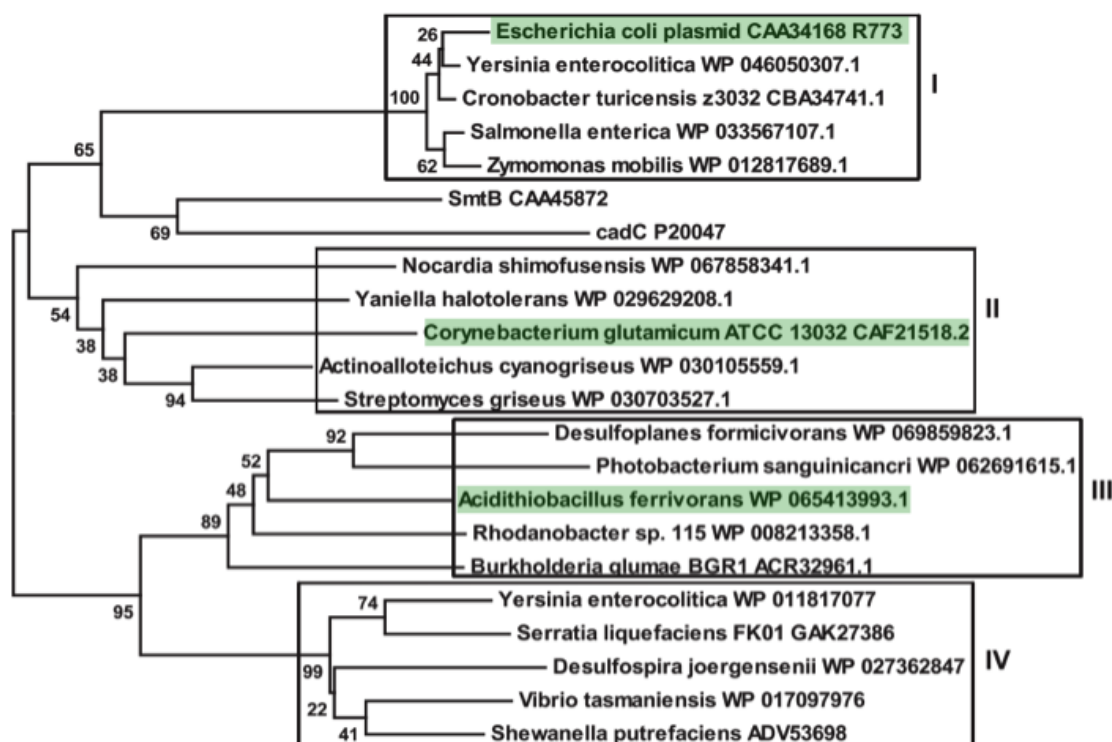 26
Escherichia coli plasmid CAA34168 R773
44
Yersinia enterocolitica WP 046050307.1
I
100
Cronobacter turicensis z3032 CBA34741.1
Salmonella enterica WP 033567107.1
65
62
Zymomonas mobilis WP 012817689.1
SmtB CAA45872
69
cadC P20047
Nocardia shimofusensis WP 067858341.1
54
Yaniella halotolerans WP 029629208.1
II
38
Corynebacterium glutamicum ATCC 13032 CAF21518.2
38
Actinoalloteichus cyanogriseus WP 030105559.1
94
Streptomyces griseus WP 030703527.1
92
Desulfoplanes formicivorans WP 069859823.1
52
Photobacterium sanguinicancri WP 062691615.1
48
Acidithiobacillus ferrivorans WP 065413993.1
III
89
Rhodanobacter sp. 115 WP 008213358.1
Burkholderia glumae BGR1 ACR32961.1
95
74
Yersinia enterocolitica WP 011817077
Serratia liquefaciens FK01 GAK27386
99
Desulfospira joergensenii WP 027362847
IV
22
Vibrio tasmaniensis WP 017097976
41
Shewanella putrefaciens ADV53698